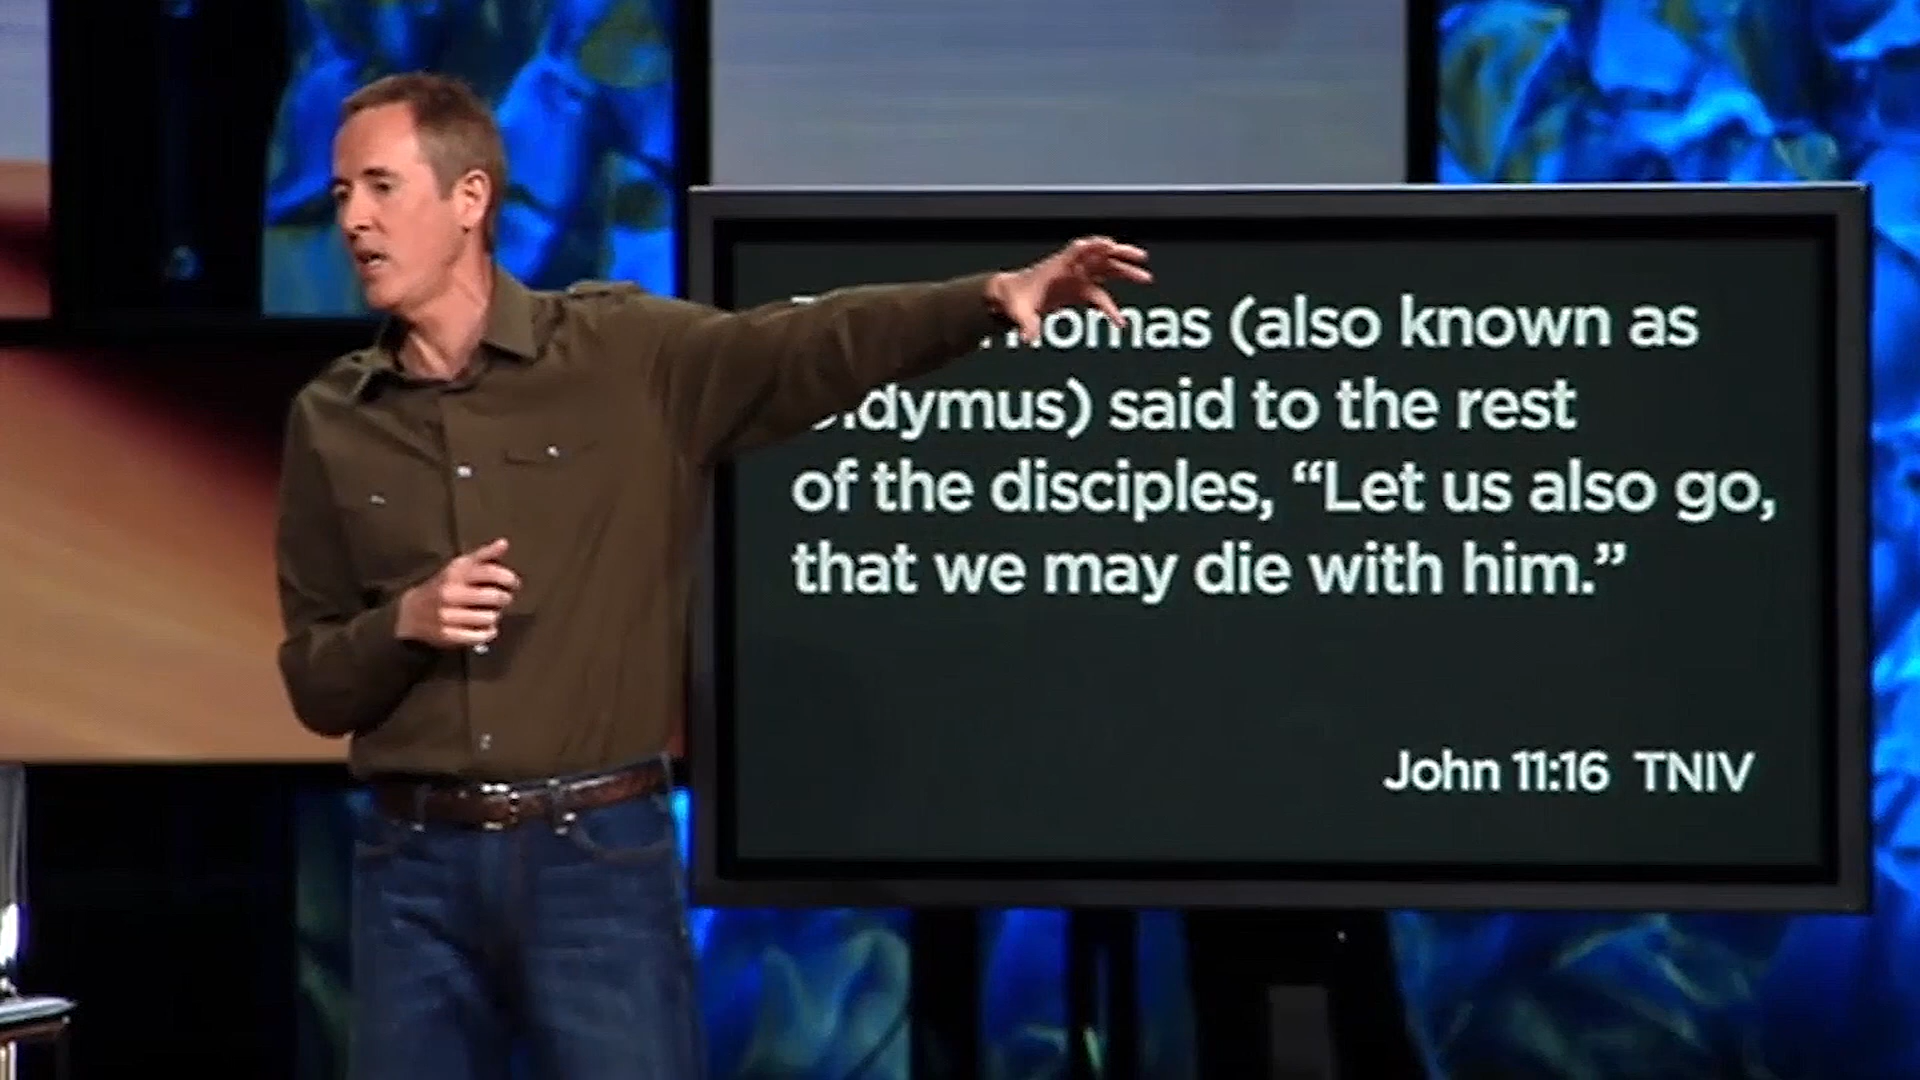 (also known as
said to the rest
of the disciples, “Let us also go,
that we may die with him.”
John 11:16 TNIV